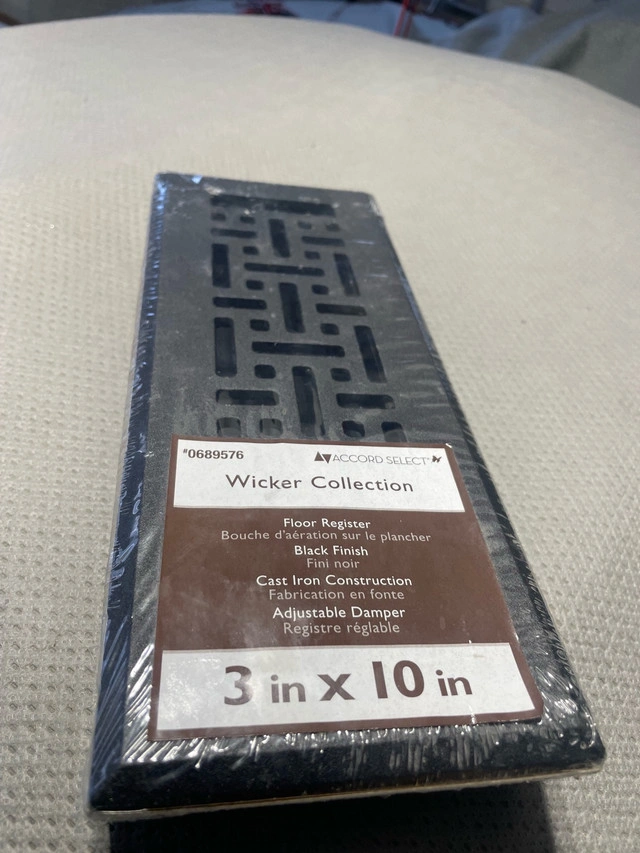 #0689576
ACCORD SELECT®
Wicker Collection
Floor Register
Bouche d'aération sur le plancher
Black Finish
Fini noir
Cast Iron Construction
Fabrication en fonte
Adjustable Damper
Registre réglable
3 in x 10 in